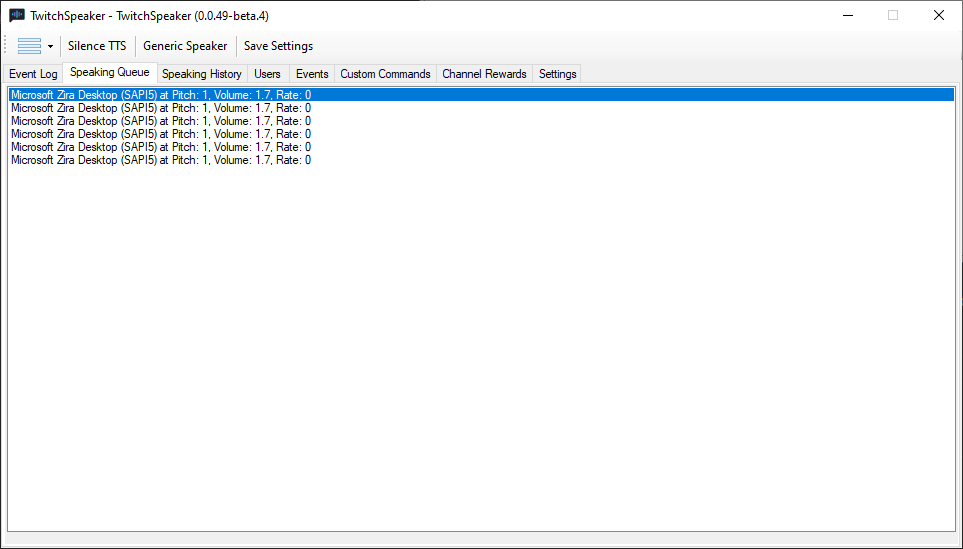 TwitchSpeaker - TwitchSpeaker (0.0.49-beta.4)
Silence TTS Generic Speaker Save Settings
Event Log Speaking Queue Speaking History Users Events Custom Commands Channel Rewards Settings
Microsoft Zira Desktop (SAPI5) at Pitch: 1, Volume: 1.7, Rate: 0
Microsoft Zira Desktop (SAPI5) at Pitch: 1, Volume: 1.7, Rate: 0
Microsoft Zira Desktop (SAPI5) at Pitch: 1, Volume: 1.7, Rate: 0
Microsoft Zira Desktop (SAPI5) at Pitch: 1, Volume: 1.7, Rate: 0
Microsoft Zira Desktop (SAPI5) at Pitch: 1, Volume: 1.7, Rate: 0
Microsoft Zira Desktop (SAPI5) at Pitch: 1, Volume: 1.7, Rate: 0